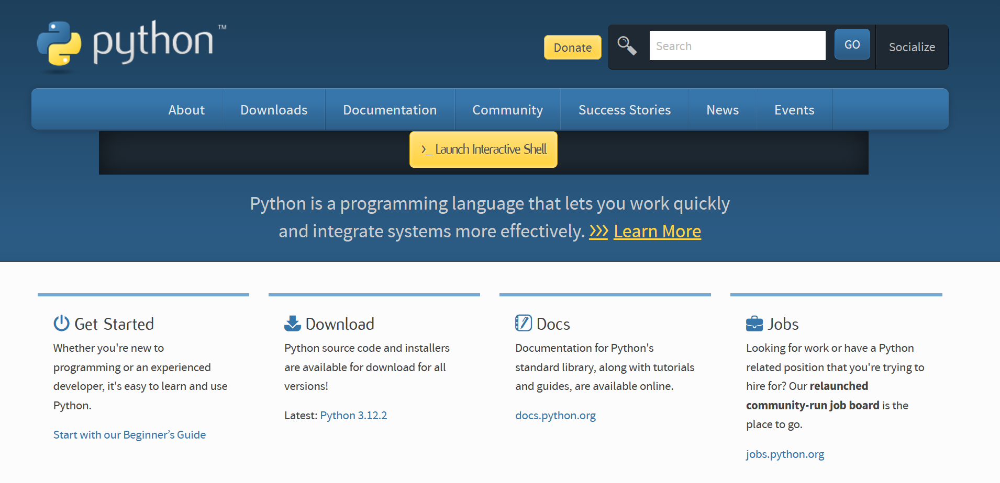 python™
Donate
Search
GO
Socialize
About
Downloads
Documentation
Community
Success Stories
News
Events
>_ Launch Interactive Shell
Python is a programming language that lets you work quickly
and integrate systems more effectively. >>> Learn More
Get Started
Whether you're new to
programming or an experienced
developer, it's easy to learn and use
Python.
Start with our Beginner’s Guide
Download
Python source code and installers
are available for download for all
versions!
Latest: Python 3.12.2
Docs
Documentation for Python's
standard library, along with tutorials
and guides, are available online.
docs.python.org
Jobs
Looking for work or have a Python
related position that you're trying to
hire for? Our relaunched
community-run job board is the
place to go.
jobs.python.org